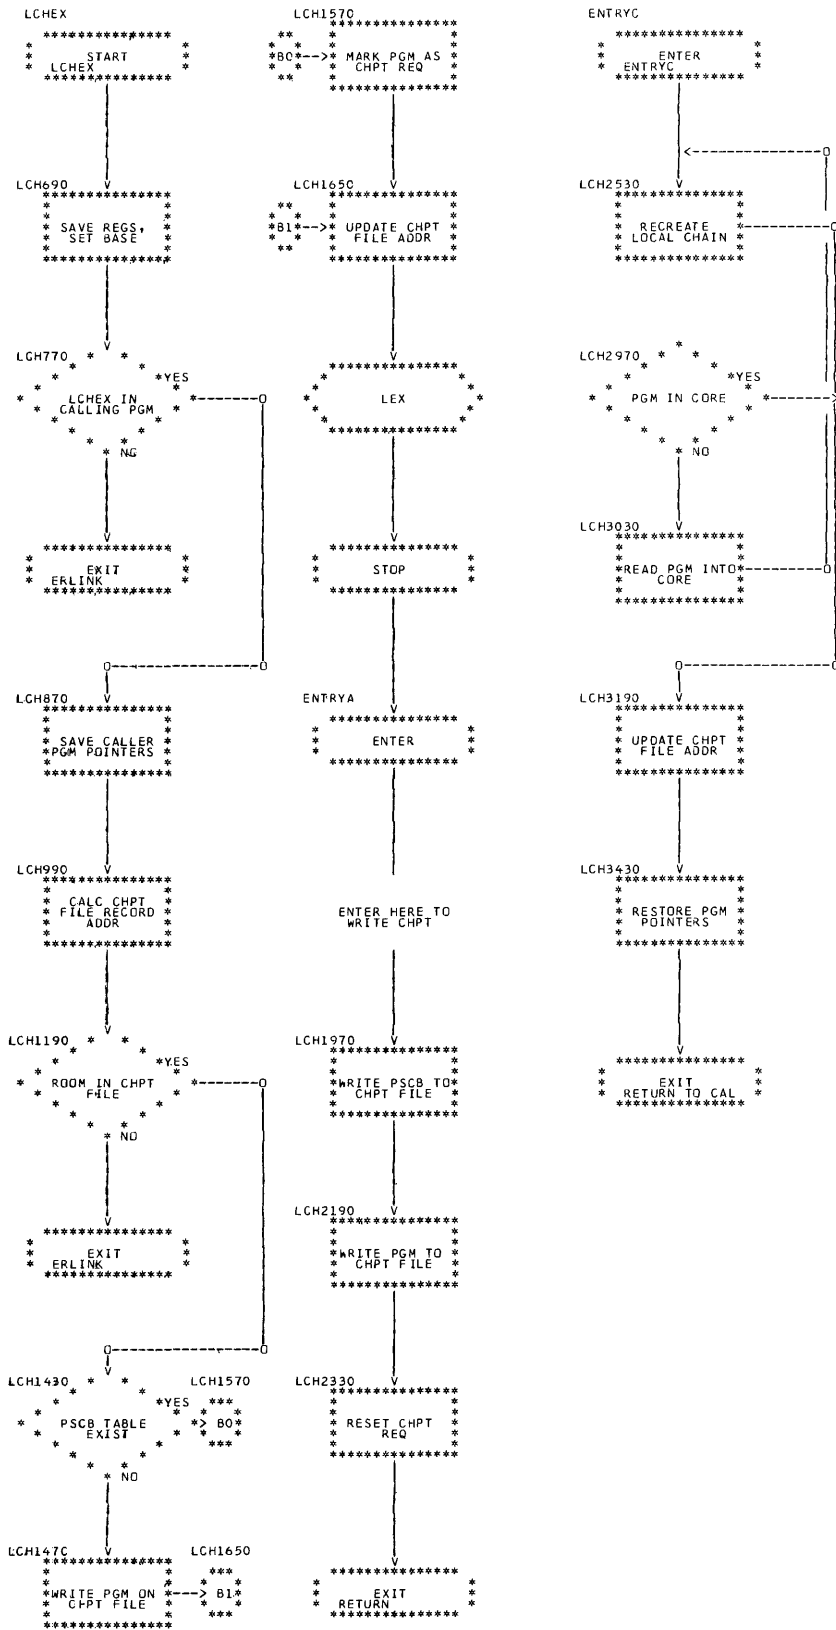 LCHEX
START
LCHEX
LCH690
SAVE REGS,
SET BASE
LCH770
YES
LCHEX IN
CALLING PGM
NO
EXIT
ERLINK
LCH870
SAVE CALLER
PGM POINTERS
LCH990
CALC CHPT
FILE RECORD
ADDR
LCH1190
YES
ROOM IN CHPT
FILE
NO
EXIT
ERLINK
LCH1430
YES
PSCB TABLE
EXIST
NO
LCH1570
B0
LCH147C
WRITE PGM ON
CHPT FILE
LCH1650
B1
LCH1570
B0
MARK PGM AS
CHPT REQ
LCH1650
B1
UPDATE CHPT
FILE ADDR
LEX
STOP
ENTRYA
ENTER
ENTER HERE TO
WRITE CHPT
LCH1970
WRITE PSCB TO
CHPT FILE
LCH2190
WRITE PGM TO
CHPT FILE
LCH2330
RESET CHPT
REQ
EXIT
RETURN
ENTRYC
ENTER
ENTRYC
LCH2530
RECREATE
LOCAL CHAIN
LCH2970
YES
PGM IN CORE
NO
LCH3030
READ PGM INTO
CORE
LCH3190
UPDATE CHPT
FILE ADDR
LCH3430
RESTORE PGM
POINTERS
EXIT
RETURN TO CAL